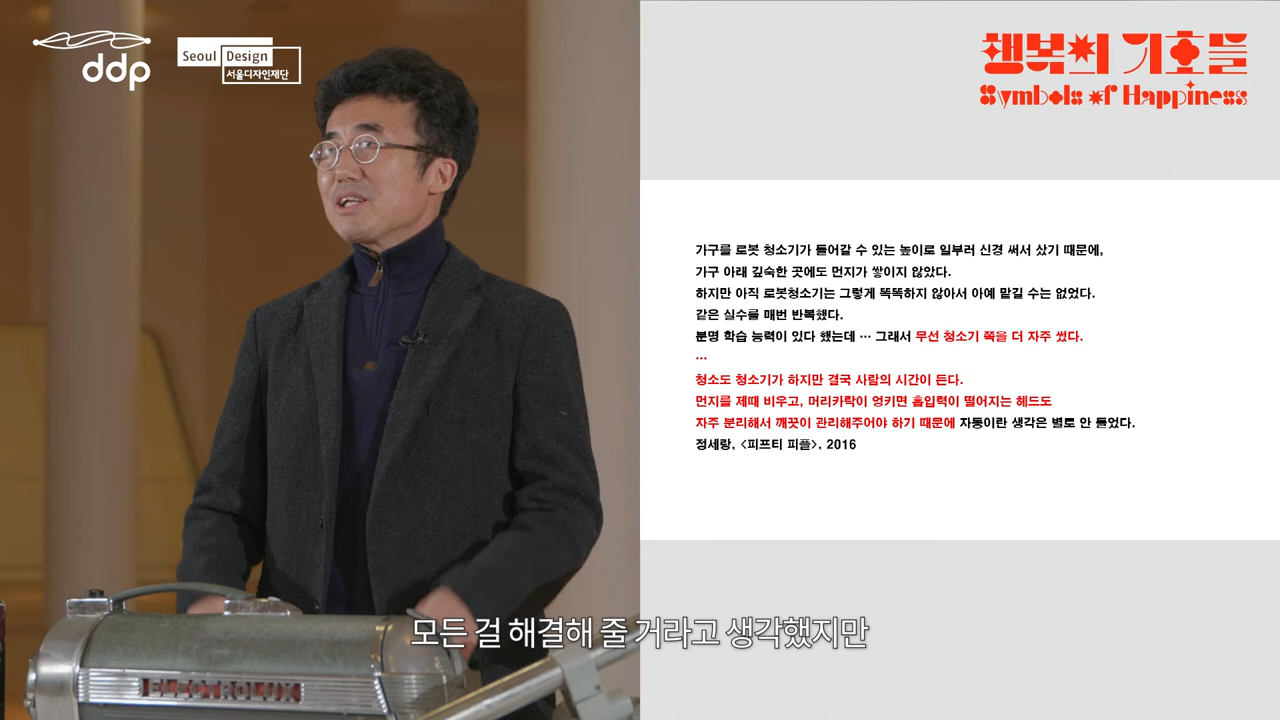 ddp
Seoul Design
서울디자인재단
행복의 기호들
Symbols of Happiness
가구를 로봇 청소기가 들어갈 수 있는 높이로 일부러 신경 써서 샀기 때문에,
가구 아래 깊숙한 곳에도 먼지가 쌓이지 않았다.
하지만 아직 로봇청소기는 그렇게 똑똑하지 않아서 아예 맡길 수는 없었다.
같은 실수를 매번 반복했다.
분명 학습 능력이 있다 했는데 ··· 그래서 무선 청소기 쪽을 더 자주 썼다.
···
청소도 청소기가 하지만 결국 사람의 시간이 든다.
먼지를 제때 비우고, 머리카락이 엉키면 흡입력이 떨어지는 헤드도
자주 분리해서 깨끗이 관리해주어야 하기 때문에 자동이란 생각은 별로 안 들었다.
정세랑, <피프티 피플>, 2016
모든 걸 해결해 줄 거라고 생각했지만
ELECTROLUX